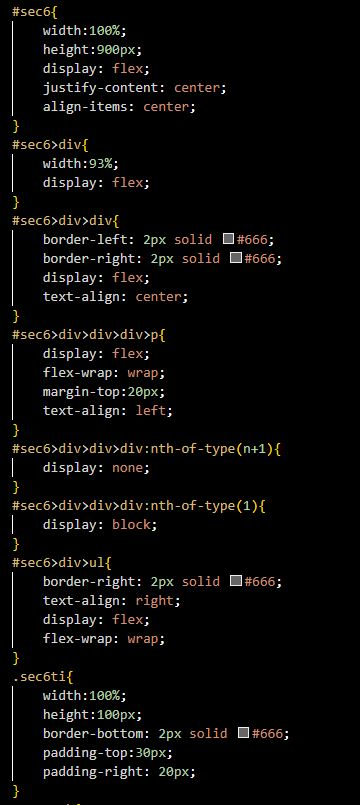 #sec6{
    width:100%;
    height:900px;
    display: flex;
    justify-content: center;
    align-items: center;
}
#sec6>div{
    width:93%;
    display: flex;
}
#sec6>div>div{
    border-left: 2px solid #666;
    border-right: 2px solid #666;
    display: flex;
    text-align: center;
}
#sec6>div>div>div>p{
    display: flex;
    flex-wrap: wrap;
    margin-top:20px;
    text-align: left;
}
#sec6>div>div>div:nth-of-type(n+1){
    display: none;
}
#sec6>div>div>div:nth-of-type(1){
    display: block;
}
#sec6>div>ul{
    border-right: 2px solid #666;
    text-align: right;
    display: flex;
    flex-wrap: wrap;
}
.sec6ti{
    width:100%;
    height:100px;
    border-bottom: 2px solid #666;
    padding-top:30px;
    padding-right: 20px;
}